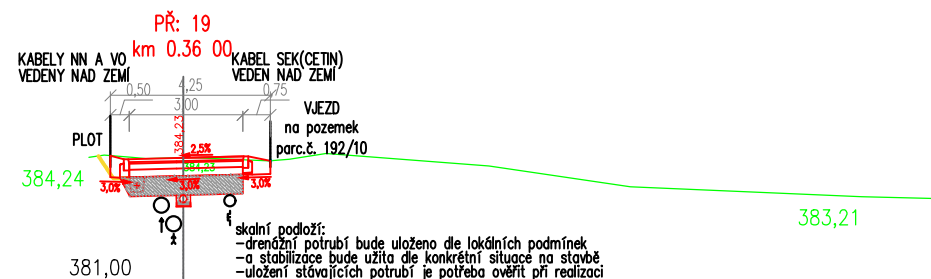 PŘ: 19
km 0.36 00
KABELY NN A VO
VEDENY NAD ZEMÍ
KABEL SEK(CETIN)
VEDEN NAD ZEMÍ
4,25
0,50
0,75
3,00
VJEZD
na pozemek
parc.č. 192/10
PLOT
384,23
2,5%
384,23
384,24
3,0%
3,0%
3,0%
383,21
skalní podloží:
-drenážní potrubí bude uloženo dle lokálních podmínek
-a stabilizace bude užita dle konkrétní situace na stavbě
-uložení stávajících potrubí je potřeba ověřit při realizaci
381,00